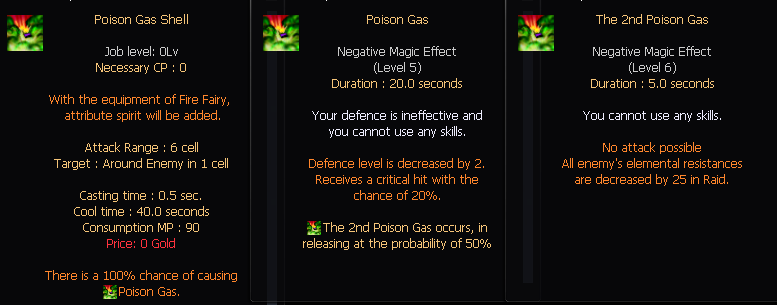 Poison Gas Shell
Job level: 0Lv
Necessary CP : 0
With the equipment of Fire Fairy,
attribute spirit will be added.
Attack Range : 6 cell
Target : Around Enemy in 1 cell
Casting time : 0.5 sec.
Cool time : 40.0 seconds
Consumption MP : 90
Price: 0 Gold
There is a 100% chance of causing
Poison Gas.
Poison Gas
Negative Magic Effect
(Level 5)
Duration : 20.0 seconds
Your defence is ineffective and
you cannot use any skills.
Defence level is decreased by 2.
Receives a critical hit with the
chance of 20%.
The 2nd Poison Gas occurs, in
releasing at the probability of 50%
The 2nd Poison Gas
Negative Magic Effect
(Level 6)
Duration : 5.0 seconds
You cannot use any skills.
No attack possible
All enemy's elemental resistances
are decreased by 25 in Raid.